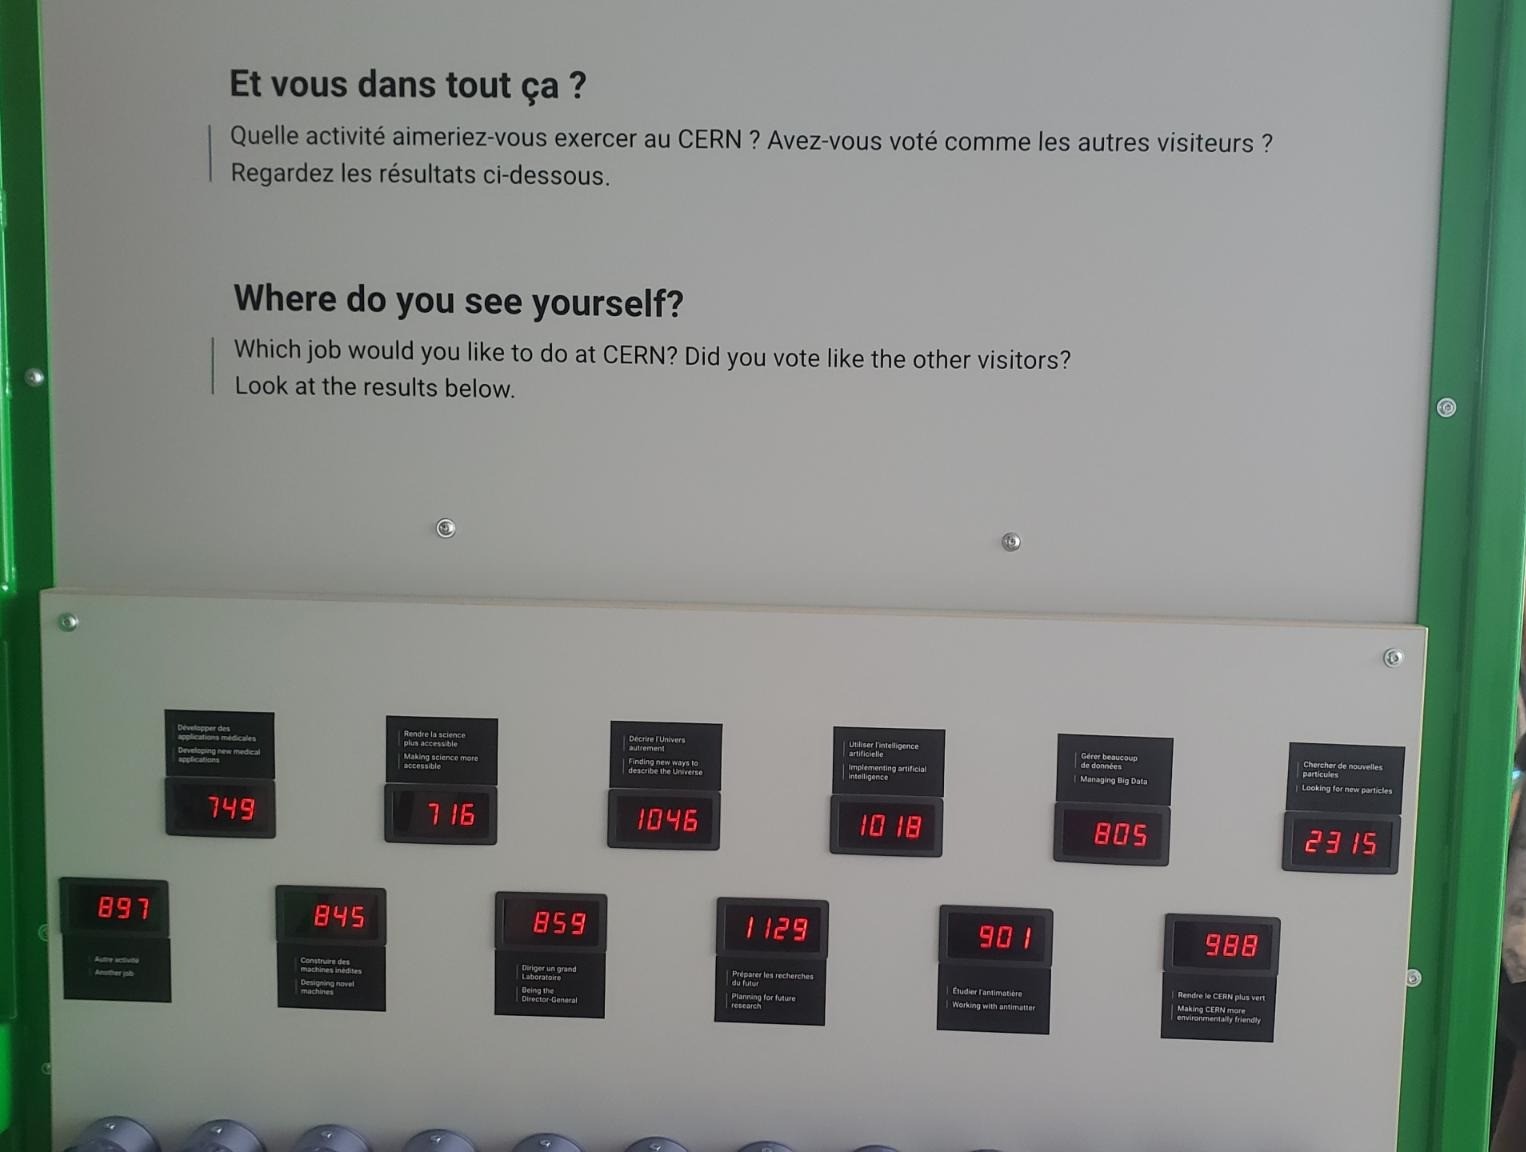 Et vous dans tout ça ?
Quelle activité aimeriez-vous exercer au CERN ? Avez-vous voté comme les autres visiteurs ?
Regardez les résultats ci-dessous.
Where do you see yourself?
Which job would you like to do at CERN? Did you vote like the other visitors?
Look at the results below.
Développer des
applications médicales
Developing new medical
applications
749
Rendre la science
plus accessible
Making science more
accessible
716
Décrire l'Univers
autrement
Finding new ways to
describe the Universe
1046
Utiliser l'intelligence
artificielle
Implementing artificial
intelligence
1018
Gérer beaucoup
de données
Managing Big Data
805
Chercher de nouvelles
particules
Looking for new particles
2315
897
Autre activité
Another job
845
Construire des
machines inédites
Designing novel
machines
859
Diriger un grand
Laboratoire
Being the
Director-General
1129
Préparer les recherches
du futur
Planning for future
research
901
Étudier l'antimatière
Working with antimatter
988
Rendre le CERN plus vert
Making CERN more
environmentally friendly